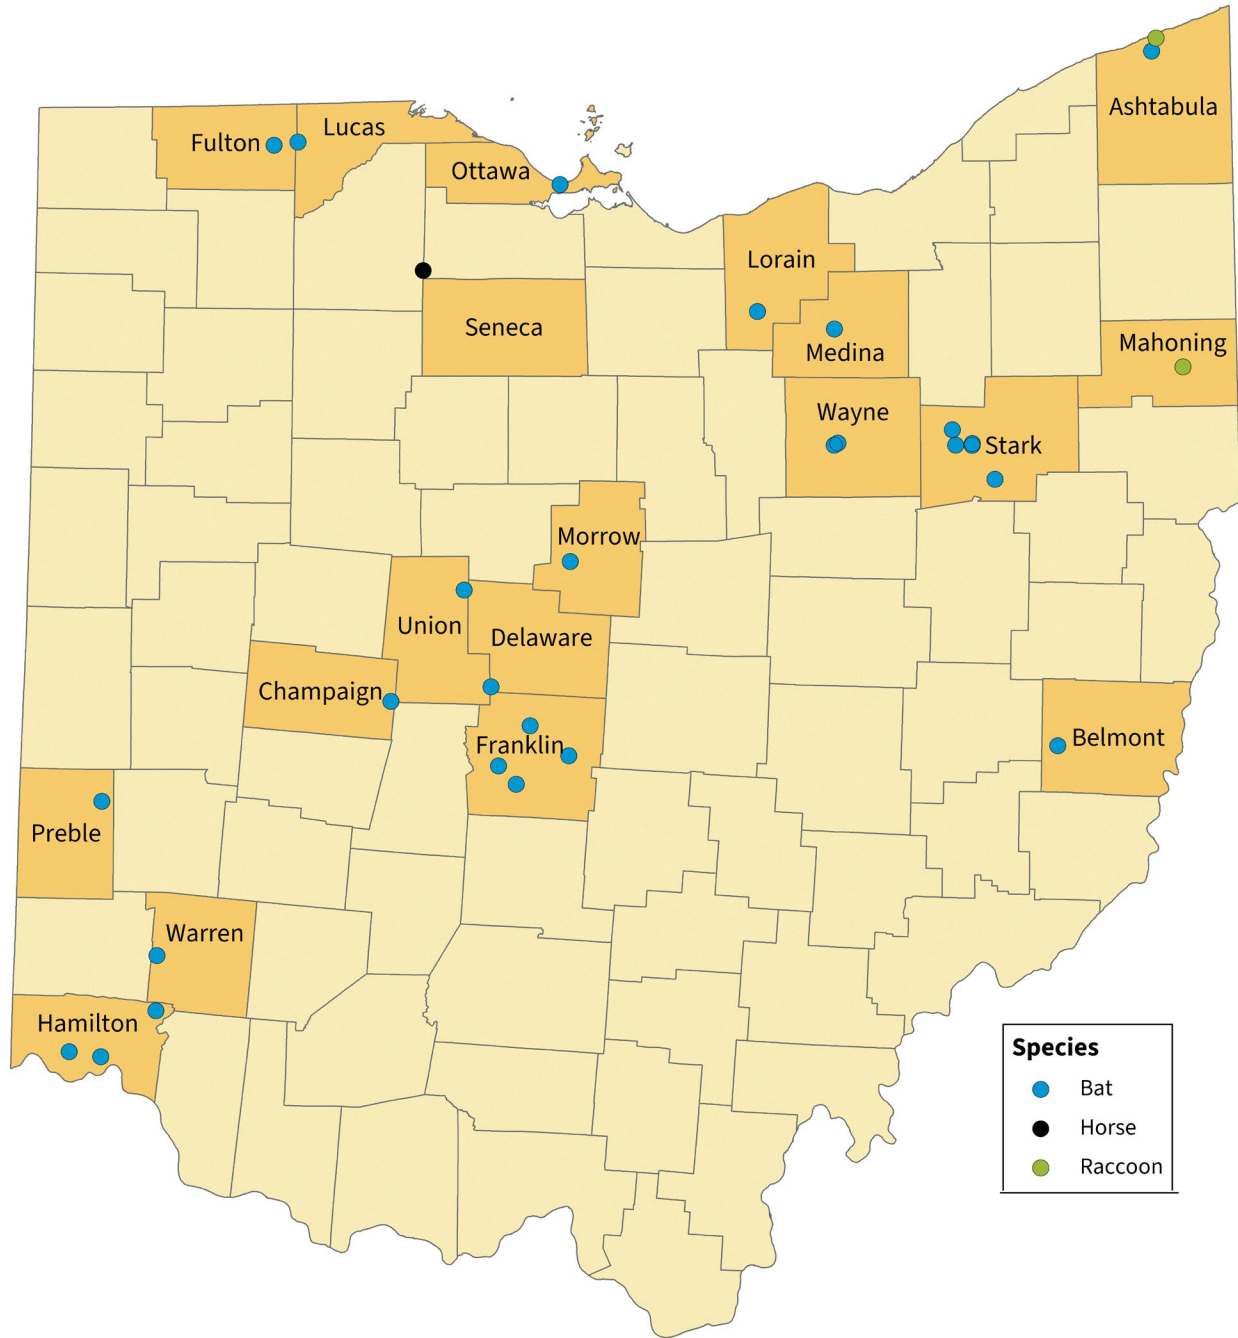 Ashtabula
Lucas
Fulton
Ottawa
Lorain
Seneca
Mahoning
Medina
Wayne
Stark
Morrow
Union
Delaware
Champaign
Franklin
Belmont
Preble
Warren
Hamilton
Species
Bat
Horse
Raccoon